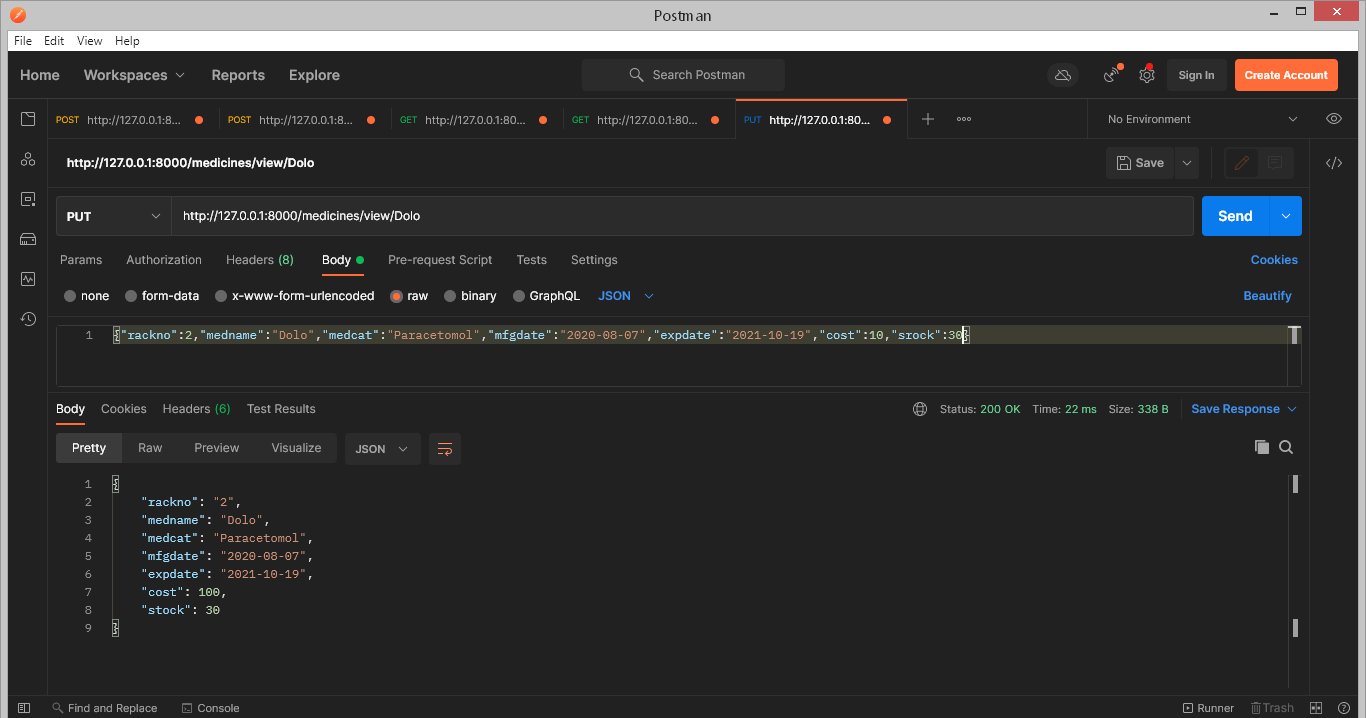 Postman
File Edit View Help
Home Workspaces Reports Explore Search Postman Sign In Create Account
POST http://127.0.0.1:8... POST http://127.0.0.1:8... GET http://127.0.0.1:80... GET http://127.0.0.1:80... PUT http://127.0.0.1:80... No Environment
http://127.0.0.1:8000/medicines/view/Dolo Save
PUT http://127.0.0.1:8000/medicines/view/Dolo Send
Params Authorization Headers (8) Body Pre-request Script Tests Settings Cookies
none form-data x-www-form-urlencoded raw binary GraphQL JSON Beautify
1 {"rackno":2,"medname":"Dolo","medcat":"Paracetomol","mfgdate":"2020-08-07","expdate":"2021-10-19","cost":10,"srock":30}
Body Cookies Headers (6) Test Results Status: 200 OK Time: 22 ms Size: 338 B Save Response
Pretty Raw Preview Visualize JSON
1 {
2 "rackno": "2",
3 "medname": "Dolo",
4 "medcat": "Paracetomol",
5 "mfgdate": "2020-08-07",
6 "expdate": "2021-10-19",
7 "cost": 100,
8 "stock": 30
9 }
Find and Replace Console Runner Trash